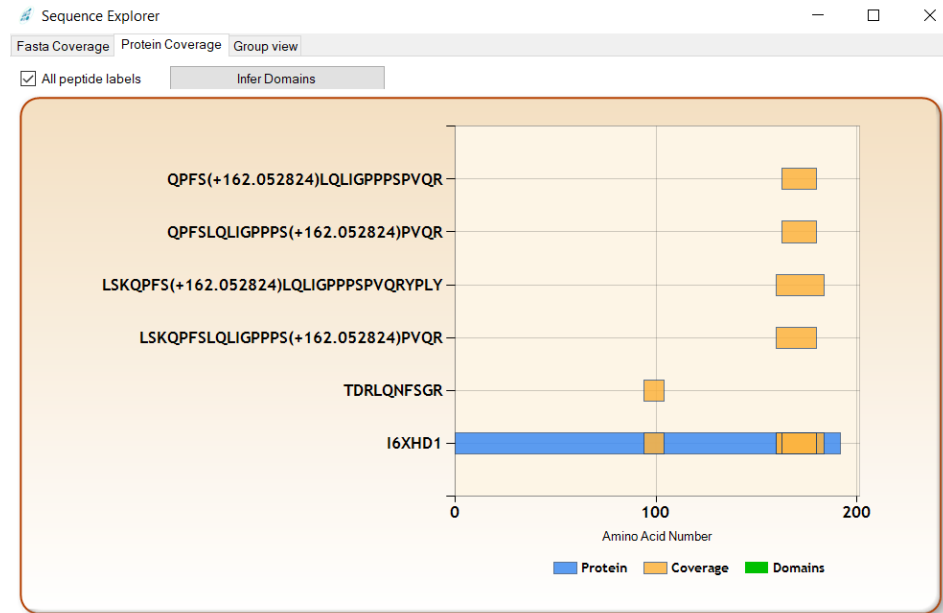 Sequence Explorer
Fasta Coverage Protein Coverage Group view
All peptide labels Infer Domains
QPFS(+162.052824)LQLIGPPPSPVQR
QPFSLQLIGPPPS(+162.052824)PVQR
LSKQPFS(+162.052824)LQLIGPPPSPVQRYPLY
LSKQPFSLQLIGPPPS(+162.052824)PVQR
TDRLQNFSGR
I6XHD1
0 100 200
Amino Acid Number
Protein Coverage Domains